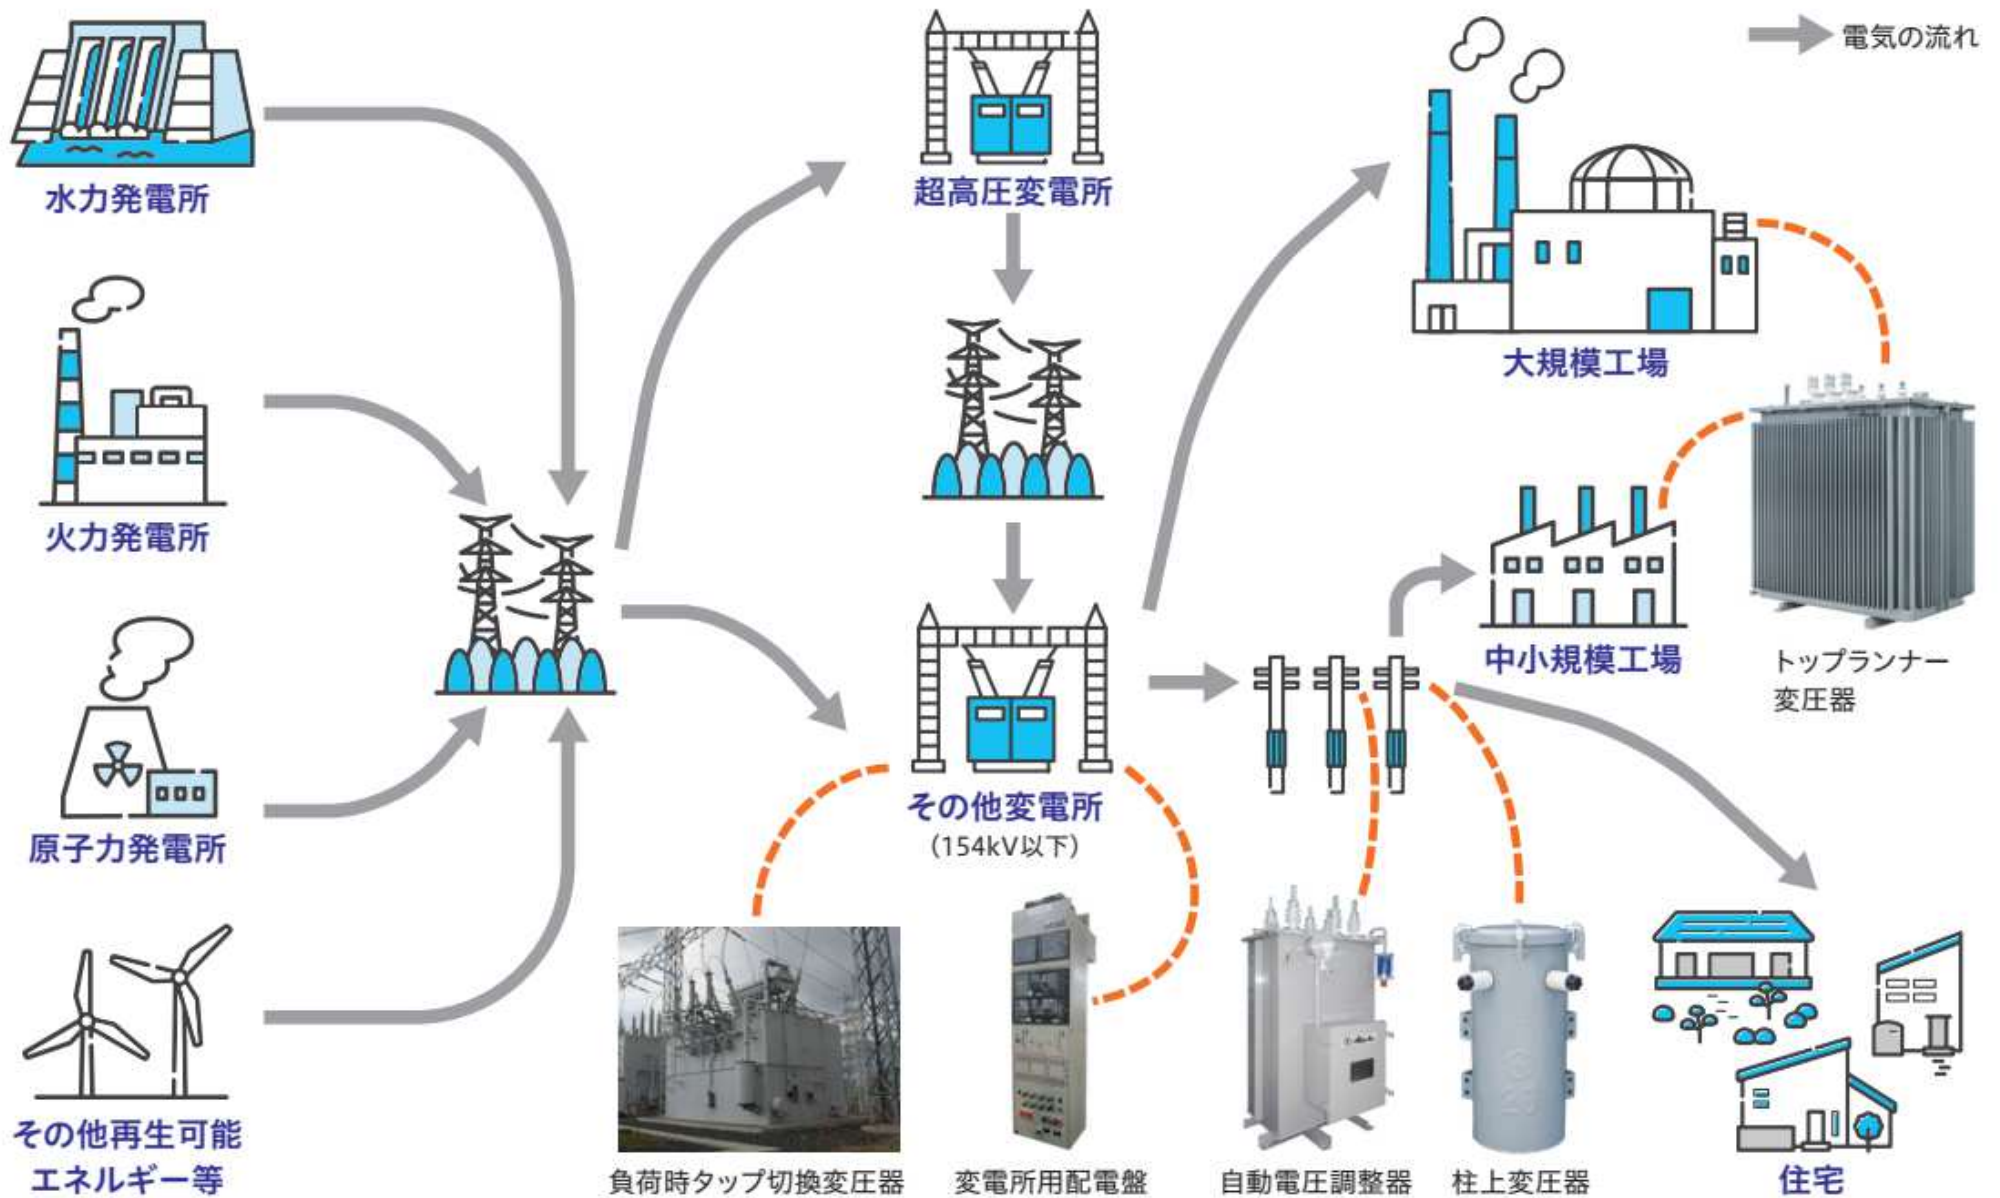 電気の流れ
水力発電所
超高圧変電所
大規模工場
火力発電所
中小規模工場
トップランナー
変圧器
その他変電所
（154kV以下）
原子力発電所
その他再生可能
エネルギー等
負荷時タップ切換変圧器
変電所用配電盤
自動電圧調整器
柱上変圧器
住宅